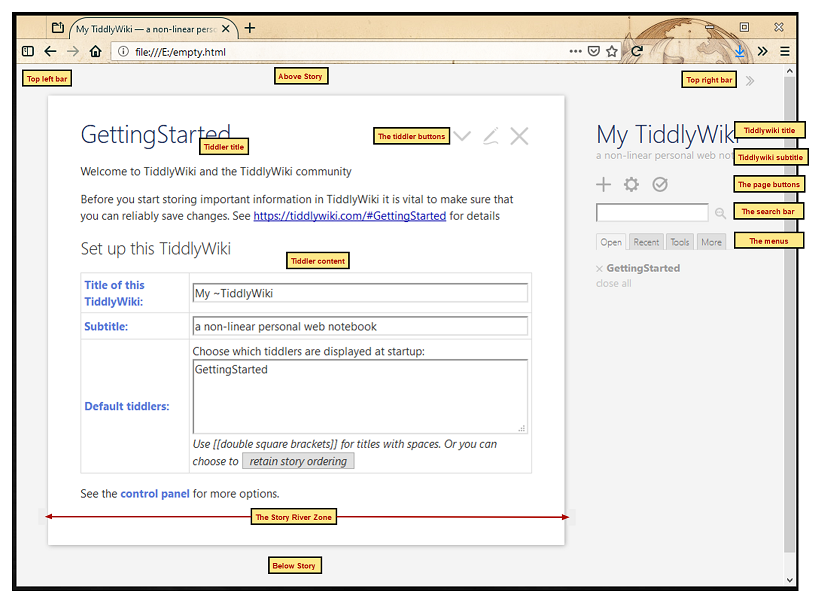 My TiddlyWiki — a non-linear perso
file:///E:/empty.html
Top left bar
Above Story
Top right bar
GettingStarted
Tiddler title
The tiddler buttons
My TiddlyWiki
Tiddlywiki title
a non-linear personal web not
Tiddlywiki subtitle
Welcome to TiddlyWiki and the TiddlyWiki community
The page buttons
Before you start storing important information in TiddlyWiki it is vital to make sure that
you can reliably save changes. See https://tiddlywiki.com/#GettingStarted for details
The search bar
Set up this TiddlyWiki
Open Recent Tools More
The menus
Tiddler content
GettingStarted
close all
Title of this
TiddlyWiki:
My ~TiddlyWiki
Subtitle:
a non-linear personal web notebook
Default tiddlers:
Choose which tiddlers are displayed at startup:
GettingStarted
Use [[double square brackets]] for titles with spaces. Or you can
choose to retain story ordering
See the control panel for more options.
The Story River Zone
Below Story